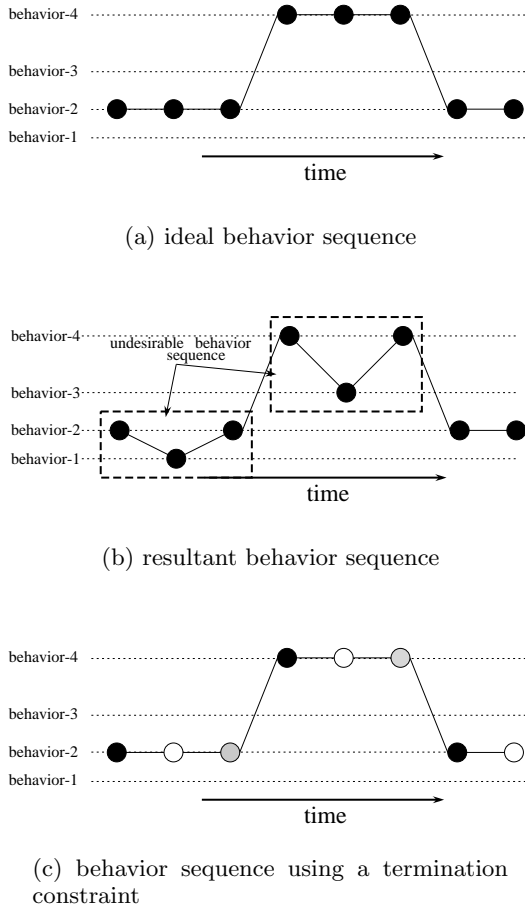 behavior-4
behavior-3
behavior-2
behavior-1
time
(a) ideal behavior sequence
behavior-4
undesirable behavior
sequence
behavior-3
behavior-2
behavior-1
time
(b) resultant behavior sequence
behavior-4
behavior-3
behavior-2
behavior-1
time
(c) behavior sequence using a termination
constraint